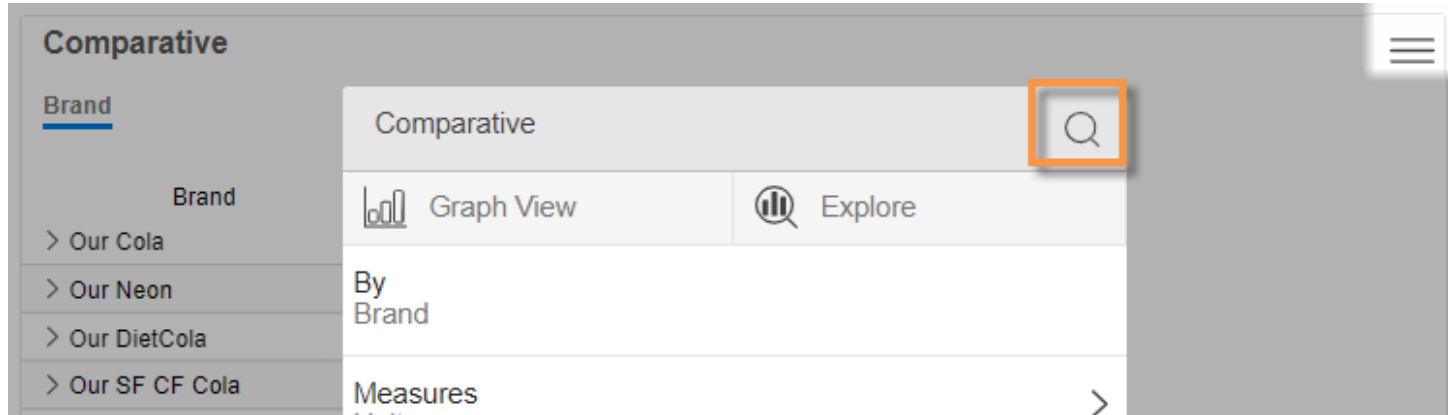 Comparative
Brand
Brand
> Our Cola
> Our Neon
> Our DietCola
> Our SF CF Cola
Comparative
Graph View
Explore
By
Brand
Measures